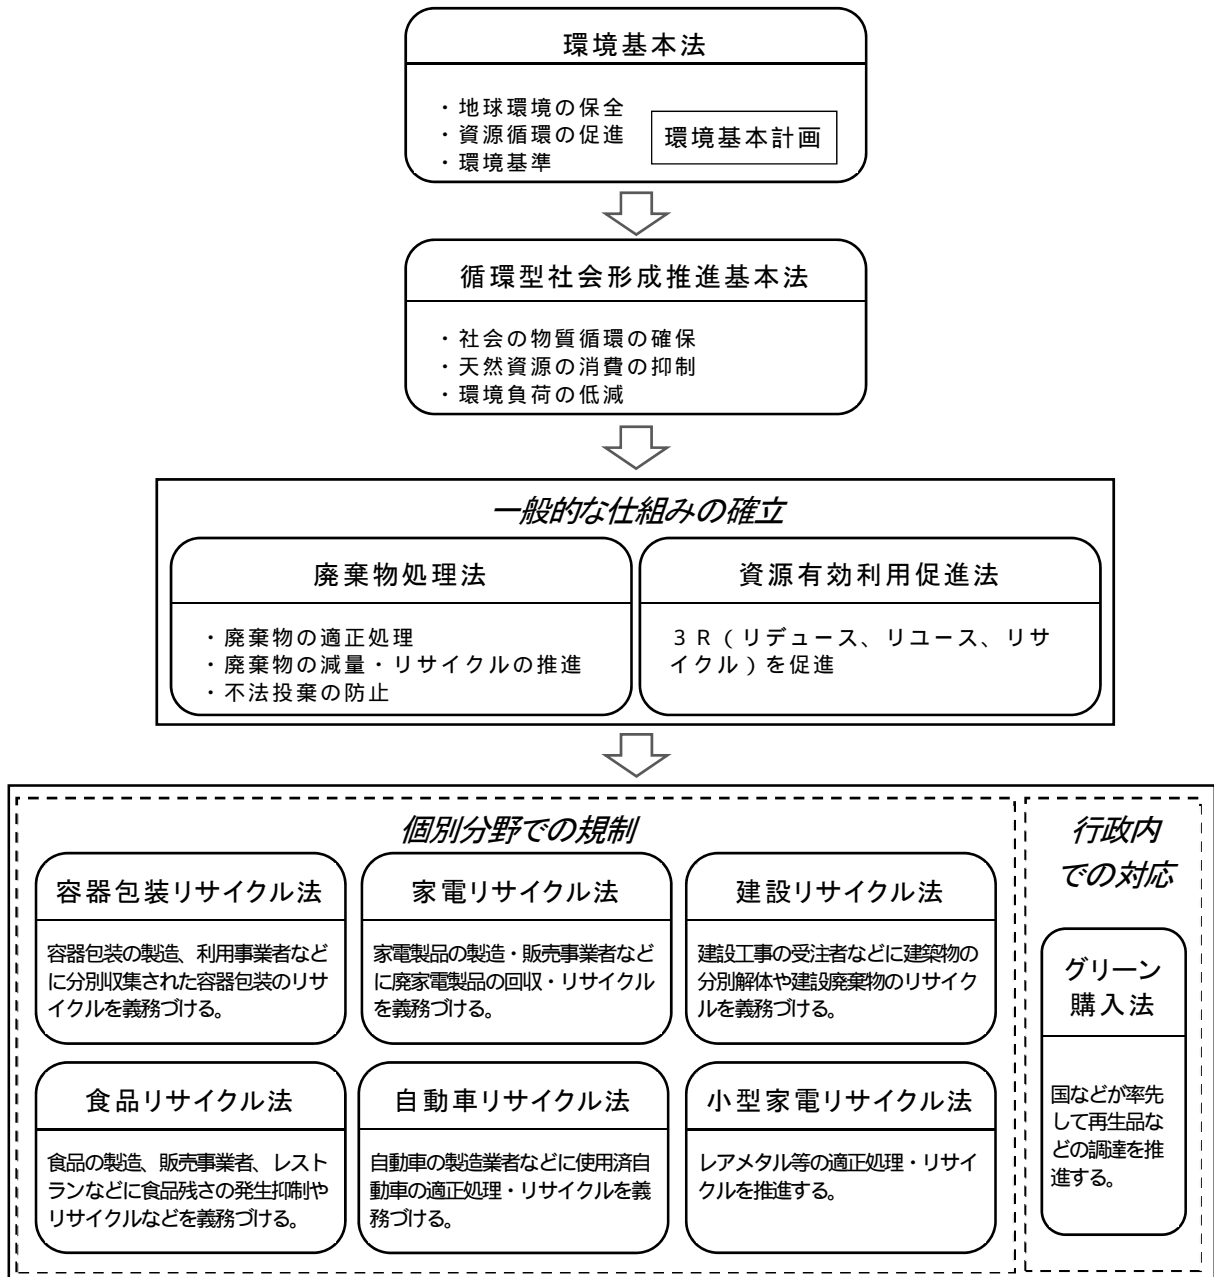 環境基本法
・地球環境の保全
・資源循環の促進
・環境基準
環境基本計画
循環型社会形成推進基本法
・社会の物質循環の確保
・天然資源の消費の抑制
・環境負荷の低減
一般的な仕組みの確立
廃棄物処理法
・廃棄物の適正処理
・廃棄物の減量・リサイクルの推進
・不法投棄の防止
資源有効利用促進法
３Ｒ（リデュース、リユース、リサ
イクル）を促進
個別分野での規制
容器包装リサイクル法
容器包装の製造、利用事業者など
に分別収集された容器包装のリサ
イクルを義務づける。
家電リサイクル法
家電製品の製造・販売事業者など
に廃家電製品の回収・リサイクル
を義務づける。
建設リサイクル法
建設工事の受注者などに建築物の
分別解体や建設廃棄物のリサイク
ルを義務づける。
食品リサイクル法
食品の製造、販売事業者、レスト
ランなどに食品残さの発生抑制や
リサイクルなどを義務づける。
自動車リサイクル法
自動車の製造業者などに使用済自
動車の適正処理・リサイクルを義
務づける。
小型家電リサイクル法
レアメタル等の適正処理・リサイ
クルを推進する。
行政内
での対応
グリーン
購入法
国などが率先
して再生品な
どの調達を推
進する。